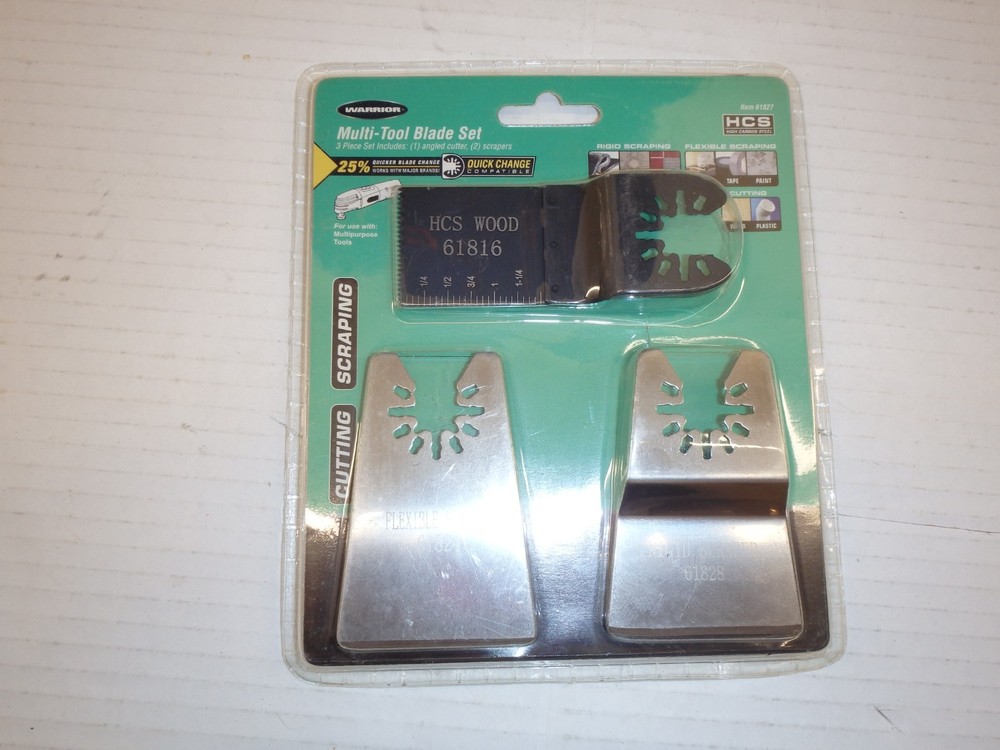 WARRIOR
Item 61827
HCS
HIGH CARBON STEEL
Multi-Tool Blade Set
3 Piece Set Includes: (1) angled cutter, (2) scrapers
25% QUICKER BLADE CHANGE
WORKS WITH MAJOR BRANDS!
QUICK CHANGE
COMPATIBLE
RIGID SCRAPING
FLEXIBLE SCRAPING
TAPE
PAINT
CUTTING
PLASTIC
For use with:
Multipurpose
Tools
HCS WOOD
61816
1/4 1/2 3/4 1 1-1/4
SCRAPING
CUTTING
FLEXIBLE
61828